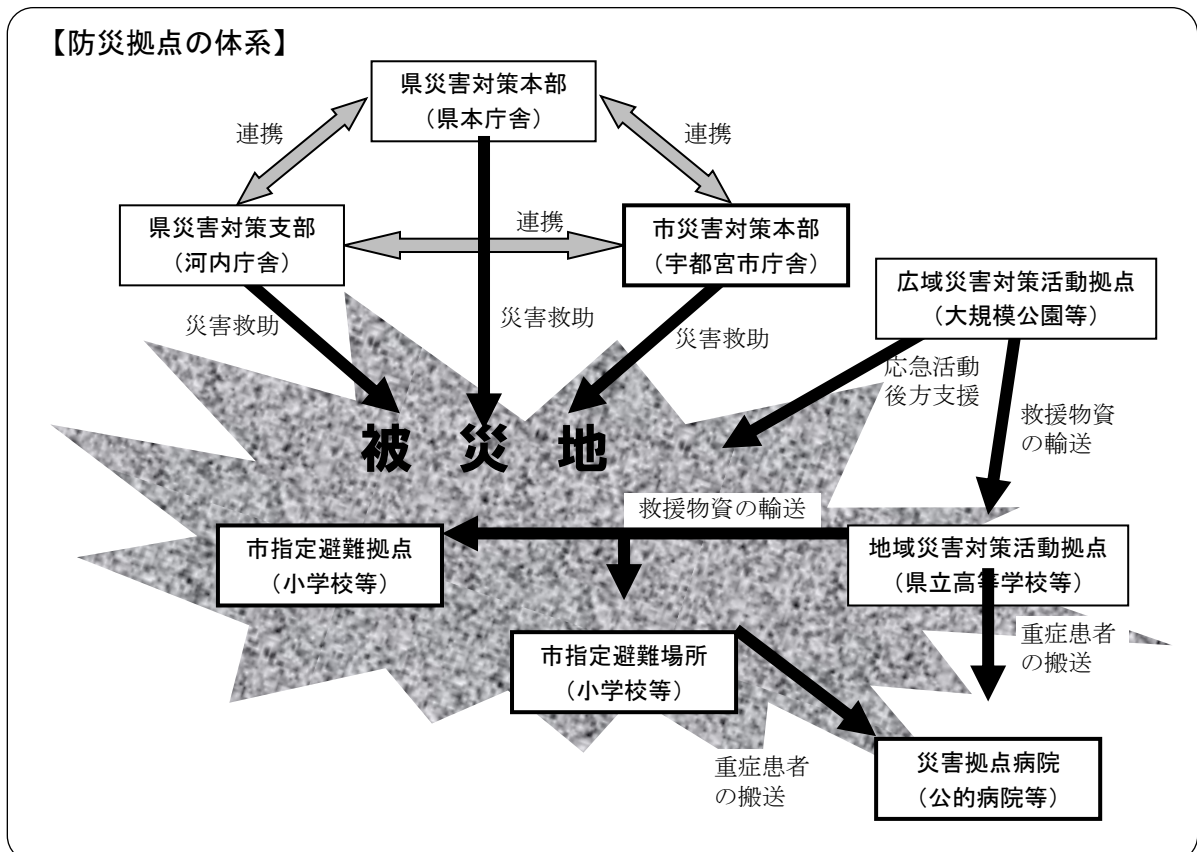 【防災拠点の体系】
県災害対策本部
（県本庁舎）
連携
連携
県災害対策支部
（河内庁舎）
連携
市災害対策本部
（宇都宮市庁舎）
広域災害対策活動拠点
（大規模公園等）
災害救助
災害救助
災害救助
応急活動
後方支援
救援物資
の輸送
被 災 地
救援物資の輸送
市指定避難拠点
（小学校等）
地域災害対策活動拠点
（県立高等学校等）
市指定避難場所
（小学校等）
重症患者
の搬送
重症患者
の搬送
災害拠点病院
（公的病院等）